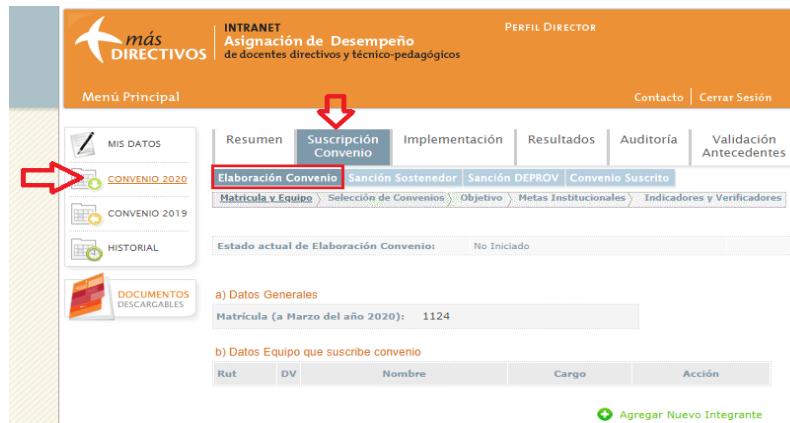 más
DIRECTIVOS
INTRANET
Asignación de Desempeño
de docentes directivos y técnico-pedagógicos
PERFIL DIRECTOR
Menú Principal
Contacto | Cerrar Sesión
MIS DATOS
CONVENIO 2020
CONVENIO 2019
HISTORIAL
DOCUMENTOS
DESCARGABLES
Resumen
Suscripción
Convenio
Implementación
Resultados
Auditoría
Validación
Antecedentes
Elaboración Convenio Sanción Sostenedor Sanción DEPROV Convenio Suscrito
Matricula y Equipo Selección de Convenios Objetivo Metas Institucionales Indicadores y Verificadores
Estado actual de Elaboración Convenio: No Iniciado
a) Datos Generales
Matrícula (a Marzo del año 2020): 1124
b) Datos Equipo que suscribe convenio
Rut DV Nombre Cargo Acción
Agregar Nuevo Integrante